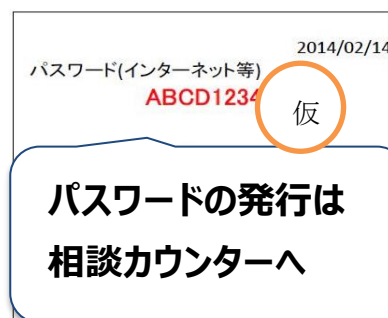 2014/02/14
パスワード(インターネット等)
ABCD1234
仮
パスワードの発行は
相談カウンターへ